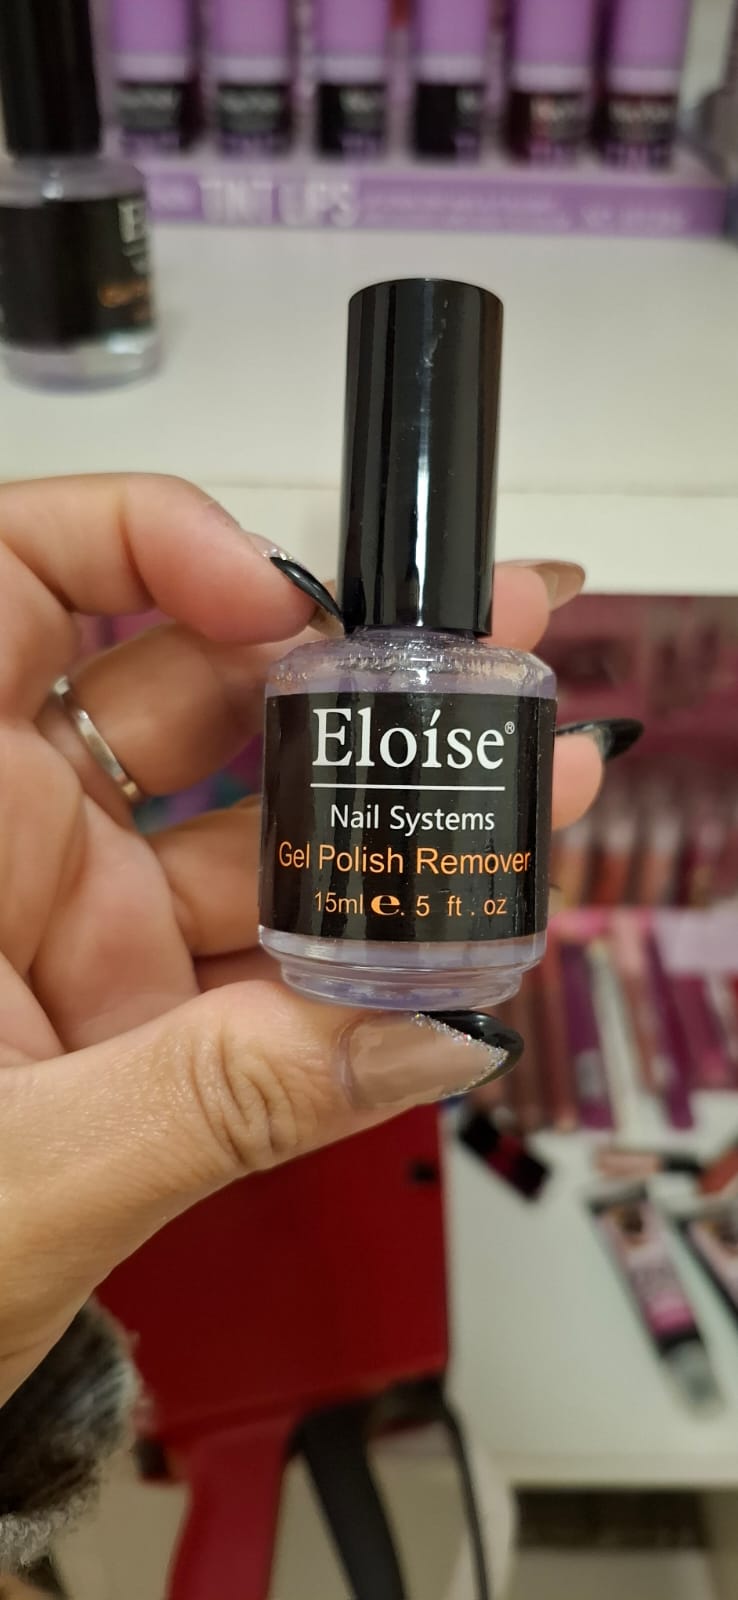 TINT LIPS
Eloíse®
Nail Systems
Gel Polish Remover
15ml e. 5 ft . oz